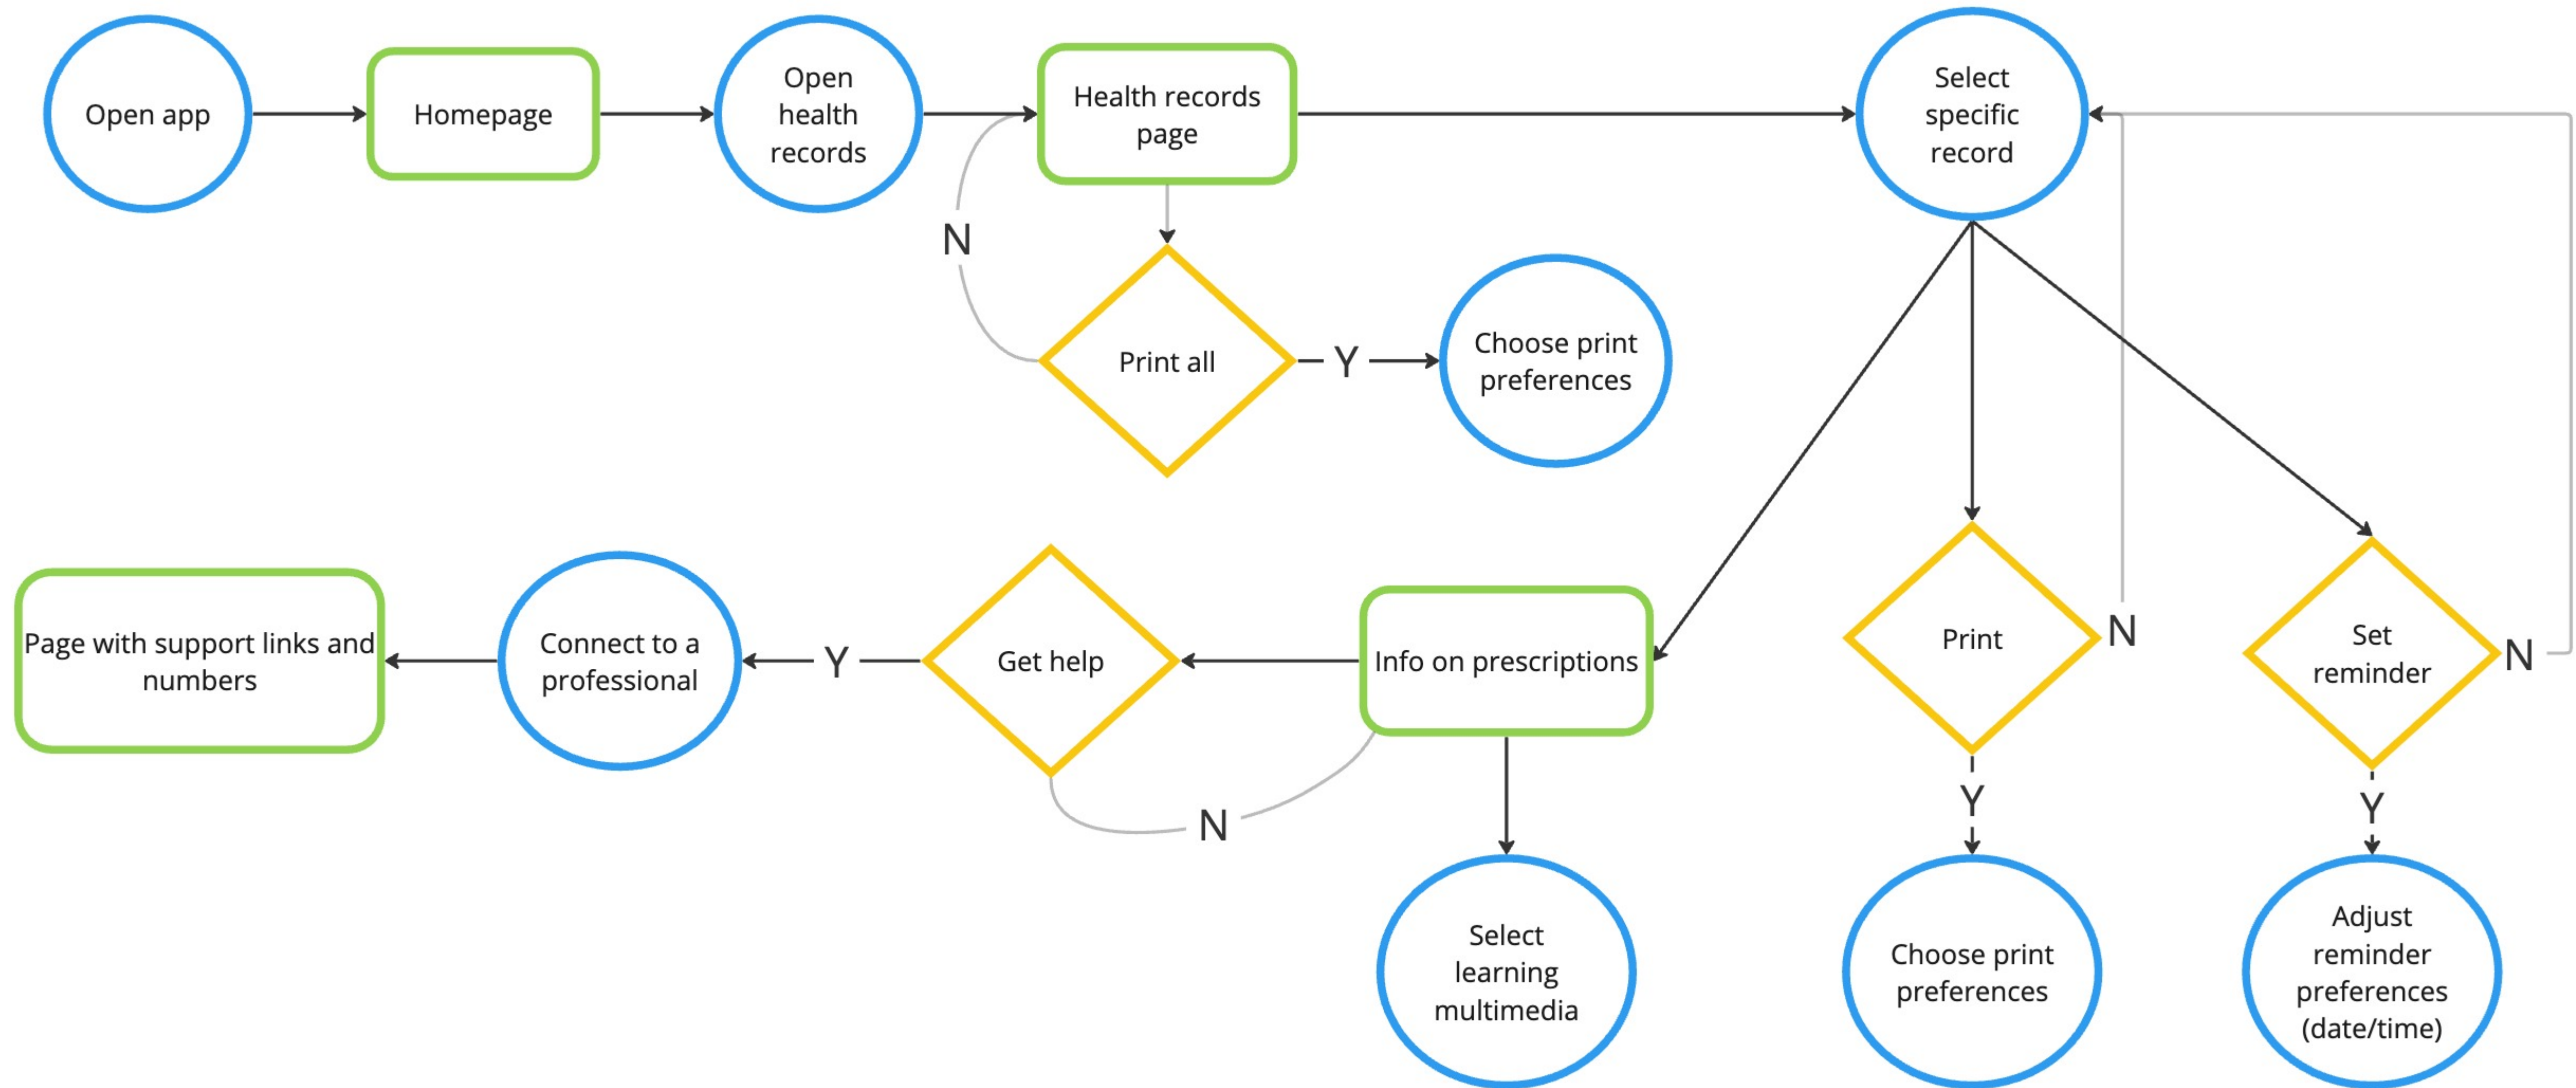 Open app
Homepage
Open
health
records
Health records
page
Select
specific
record
N
Print all
Y
Choose print
preferences
Page with support links and
numbers
Connect to a
professional
Y
Get help
N
Info on prescriptions
Print
N
Set
reminder
N
Y
Y
Select
learning
multimedia
Choose print
preferences
Adjust
reminder
preferences
(date/time)